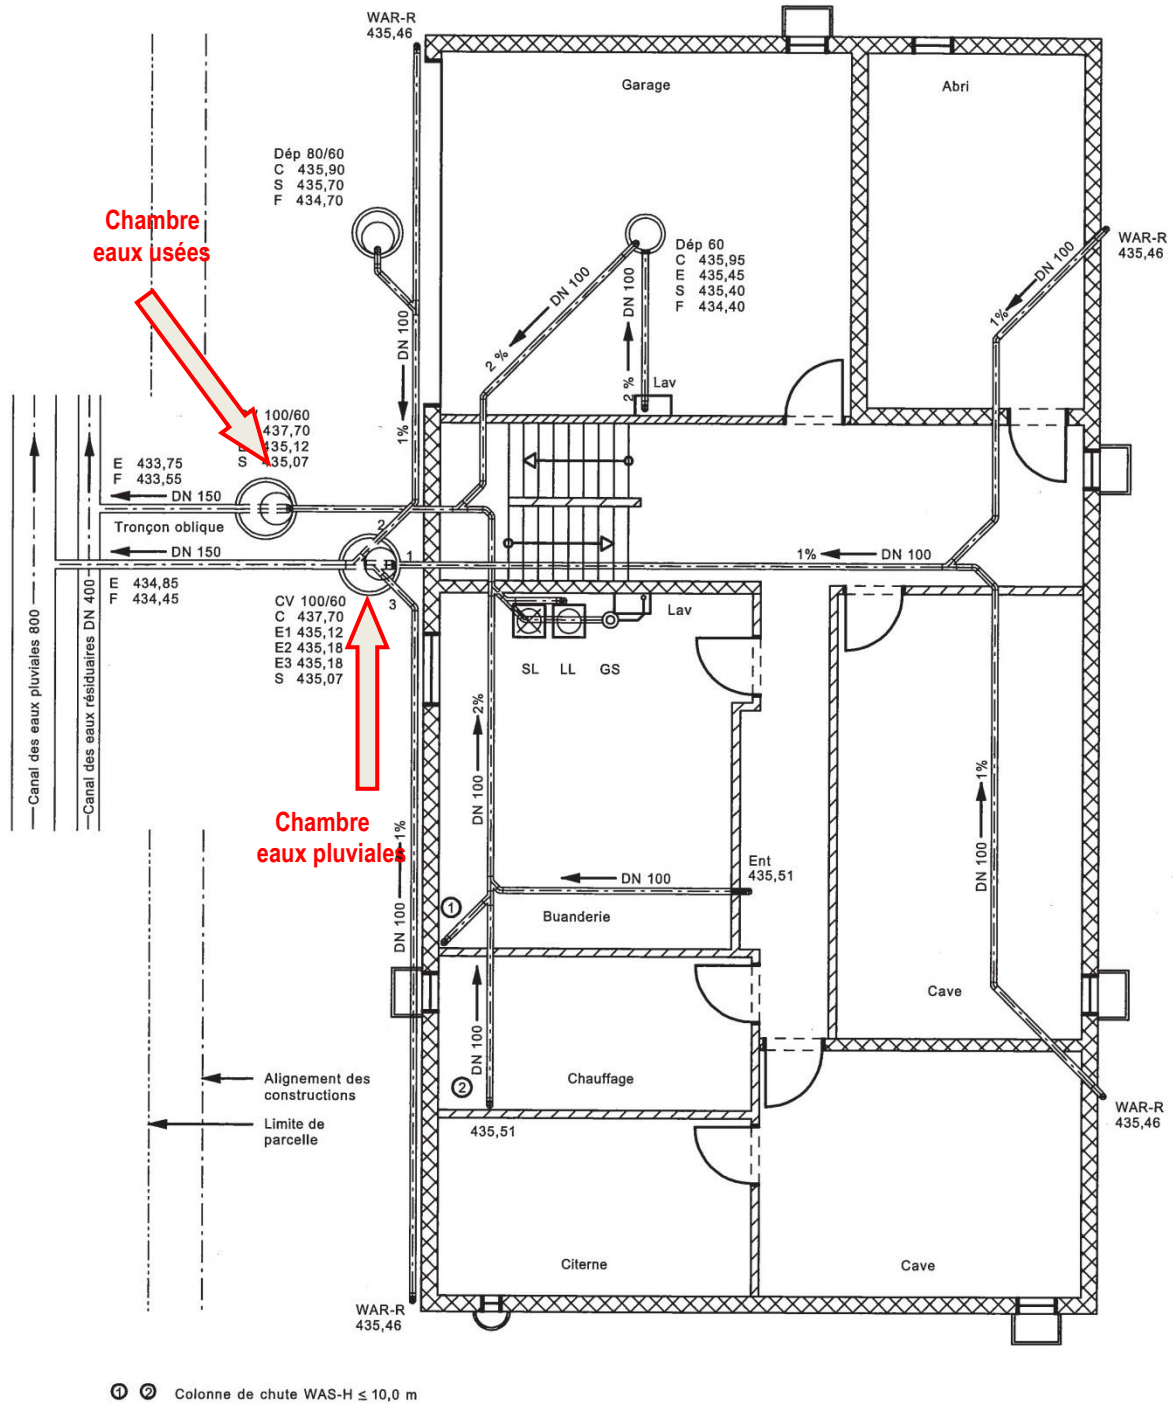 WAR-R
435,46
Garage
Abri
Dép 80/60
C 435,90
S 435,70
F 434,70
Chambre
eaux usées
Dép 60
C 435,95
E 435,45
S 435,40
F 434,40
WAR-R
435,46
DN 100
2 %
DN 100
2 %
Lav
DN 100
1%
DN 100
1%
100/60
437,70
435,12
S 435,07
E 433,75
F 433,55
DN 150
Tronçon oblique
DN 150
E 434,85
F 434,45
2
1
3
1%
DN 100
CV 100/60
C 437,70
E1 435,12
E2 435,18
E3 435,18
S 435,07
Lav
SL
LL
GS
Canal des eaux pluviales 800
Canal des eaux résiduaires DN 400
DN 100
2%
DN 100
1%
Chambre
eaux pluviales
DN 100
1%
Ent
435,51
DN 100
1
Buanderie
DN 100
2
Chauffage
Cave
Alignement des
constructions
Limite de
parcelle
435,51
WAR-R
435,46
Citerne
Cave
WAR-R
435,46
1 2 Colonne de chute WAS-H ≤ 10,0 m